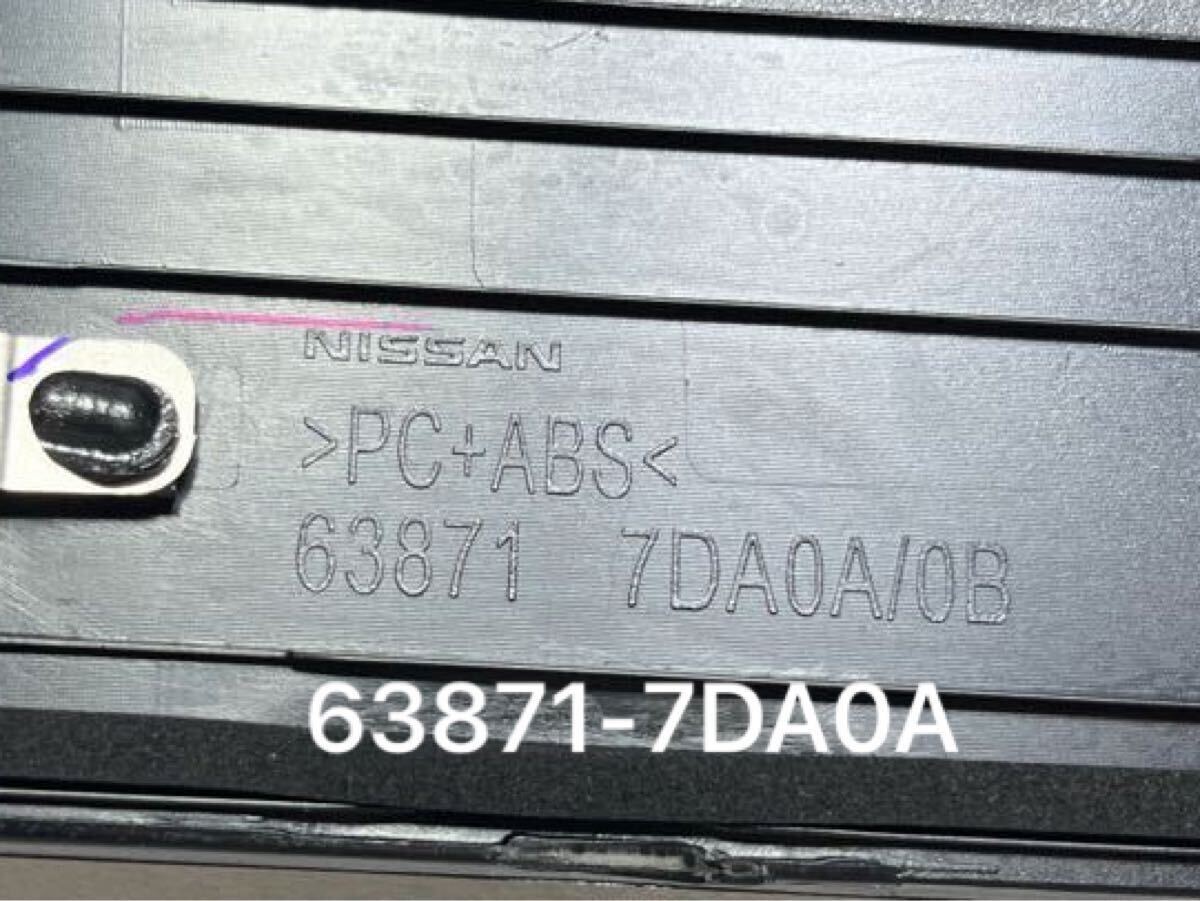 NISSAN
>PC+ABS<
63871 7DA0A/0B
63871-7DA0A